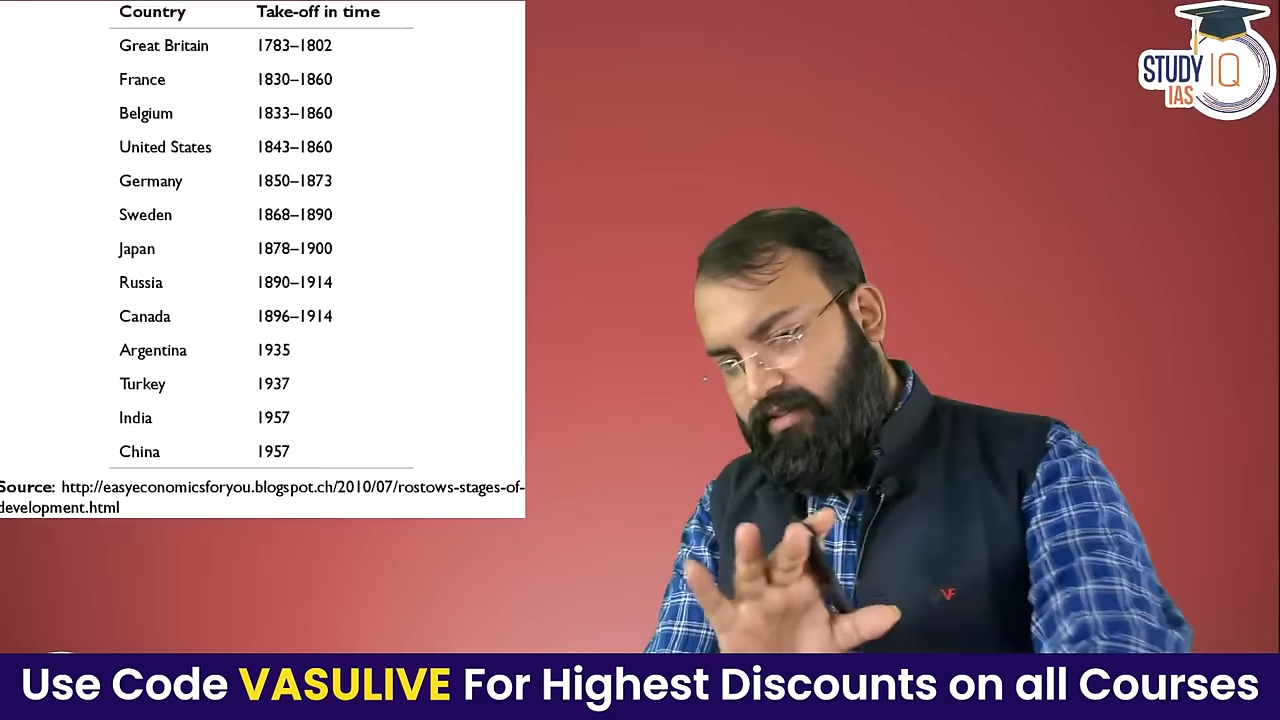 Country Take-off in time
Great Britain 1783–1802
France 1830–1860
Belgium 1833–1860
United States 1843–1860
Germany 1850–1873
Sweden 1868–1890
Japan 1878–1900
Russia 1890–1914
Canada 1896–1914
Argentina 1935
Turkey 1937
India 1957
China 1957
Source: http://easyeconomicsforyou.blogspot.ch/2010/07/rostows-stages-of-
development.html
STUDY IQ
IAS
VF
Use Code VASULIVE For Highest Discounts on all Courses